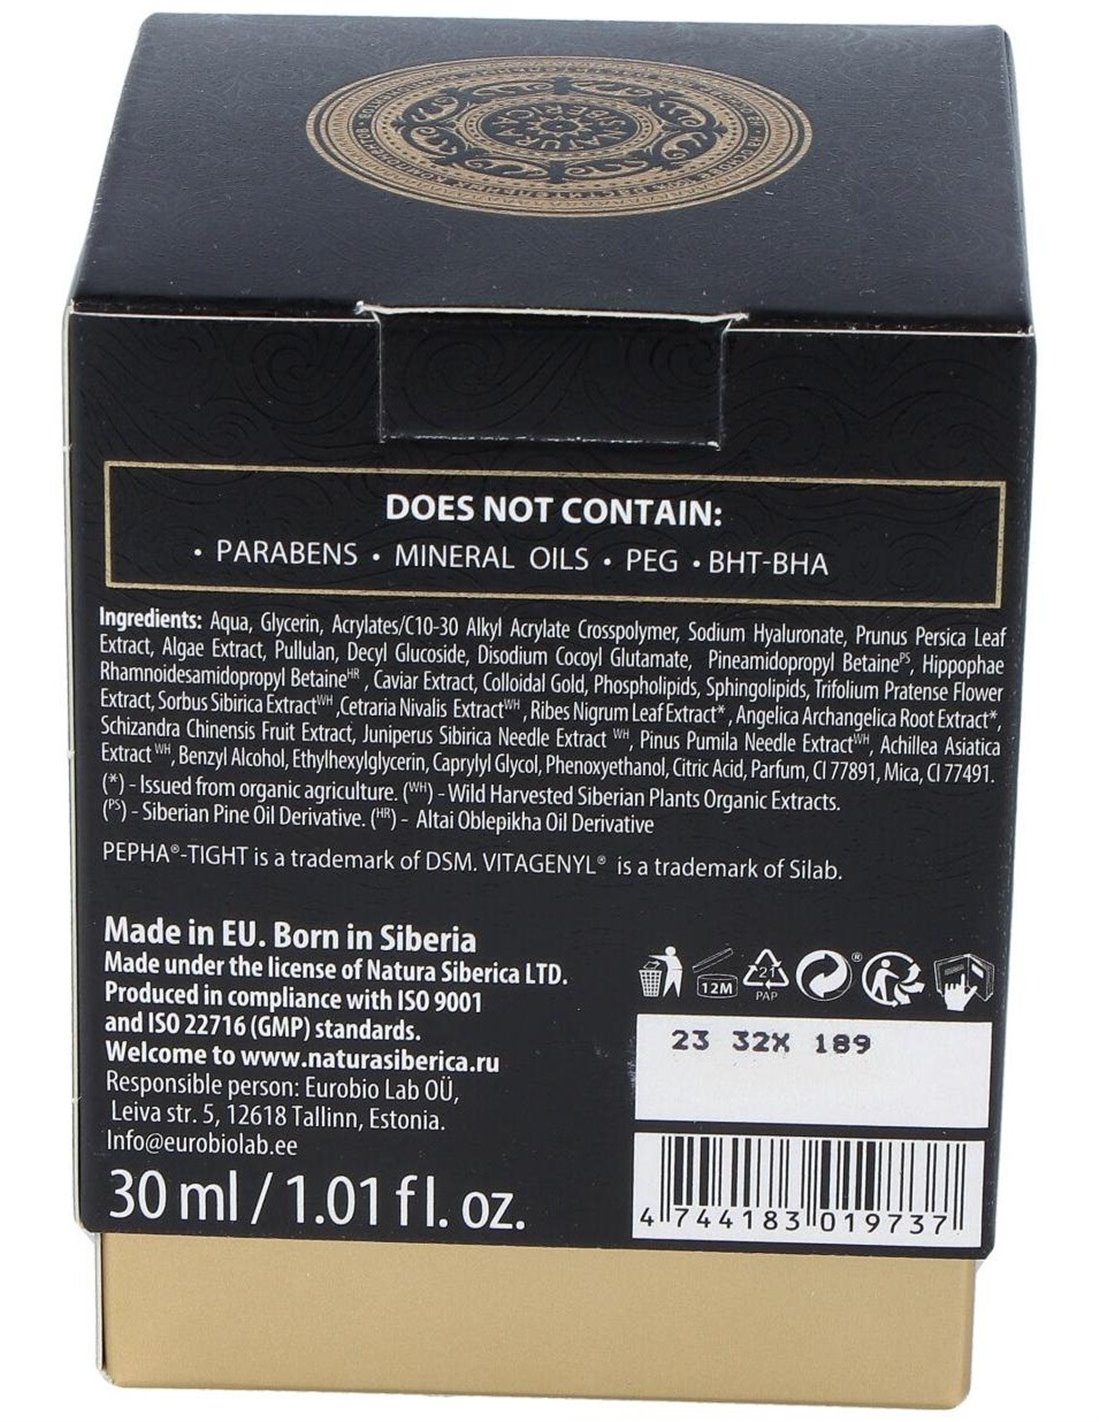 NATURA SIBERICA
DOES NOT CONTAIN:
• PARABENS • MINERAL OILS • PEG • BHT-BHA
Ingredients: Aqua, Glycerin, Acrylates/C10-30 Alkyl Acrylate Crosspolymer, Sodium Hyaluronate, Prunus Persica Leaf
Extract, Algae Extract, Pullulan, Decyl Glucoside, Disodium Cocoyl Glutamate, Pineamidopropyl Betaine^PS, Hippophae
Rhamnoidesamidopropyl Betaine^HR , Caviar Extract, Colloidal Gold, Phospholipids, Sphingolipids, Trifolium Pratense Flower
Extract, Sorbus Sibirica Extract^WH ,Cetraria Nivalis Extract^WH , Ribes Nigrum Leaf Extract* , Angelica Archangelica Root Extract*,
Schizandra Chinensis Fruit Extract, Juniperus Sibirica Needle Extract ^WH, Pinus Pumila Needle Extract^WH, Achillea Asiatica
Extract ^WH, Benzyl Alcohol, Ethylhexylglycerin, Caprylyl Glycol, Phenoxyethanol, Citric Acid, Parfum, CI 77891, Mica, CI 77491.
(*) - Issued from organic agriculture. (^WH) - Wild Harvested Siberian Plants Organic Extracts.
(^PS) - Siberian Pine Oil Derivative. (^HR) - Altai Oblepikha Oil Derivative
PEPHA®-TIGHT is a trademark of DSM. VITAGENYL® is a trademark of Silab.
Made in EU. Born in Siberia
Made under the license of Natura Siberica LTD.
Produced in compliance with ISO 9001
and ISO 22716 (GMP) standards.
Welcome to www.naturasiberica.ru
Responsible person: Eurobio Lab OÜ,
Leiva str. 5, 12618 Tallinn, Estonia.
Info@eurobiolab.ee
30 ml / 1.01 fl. oz.
12M
21
PAP
®
23 32X 189
4 744183 019737